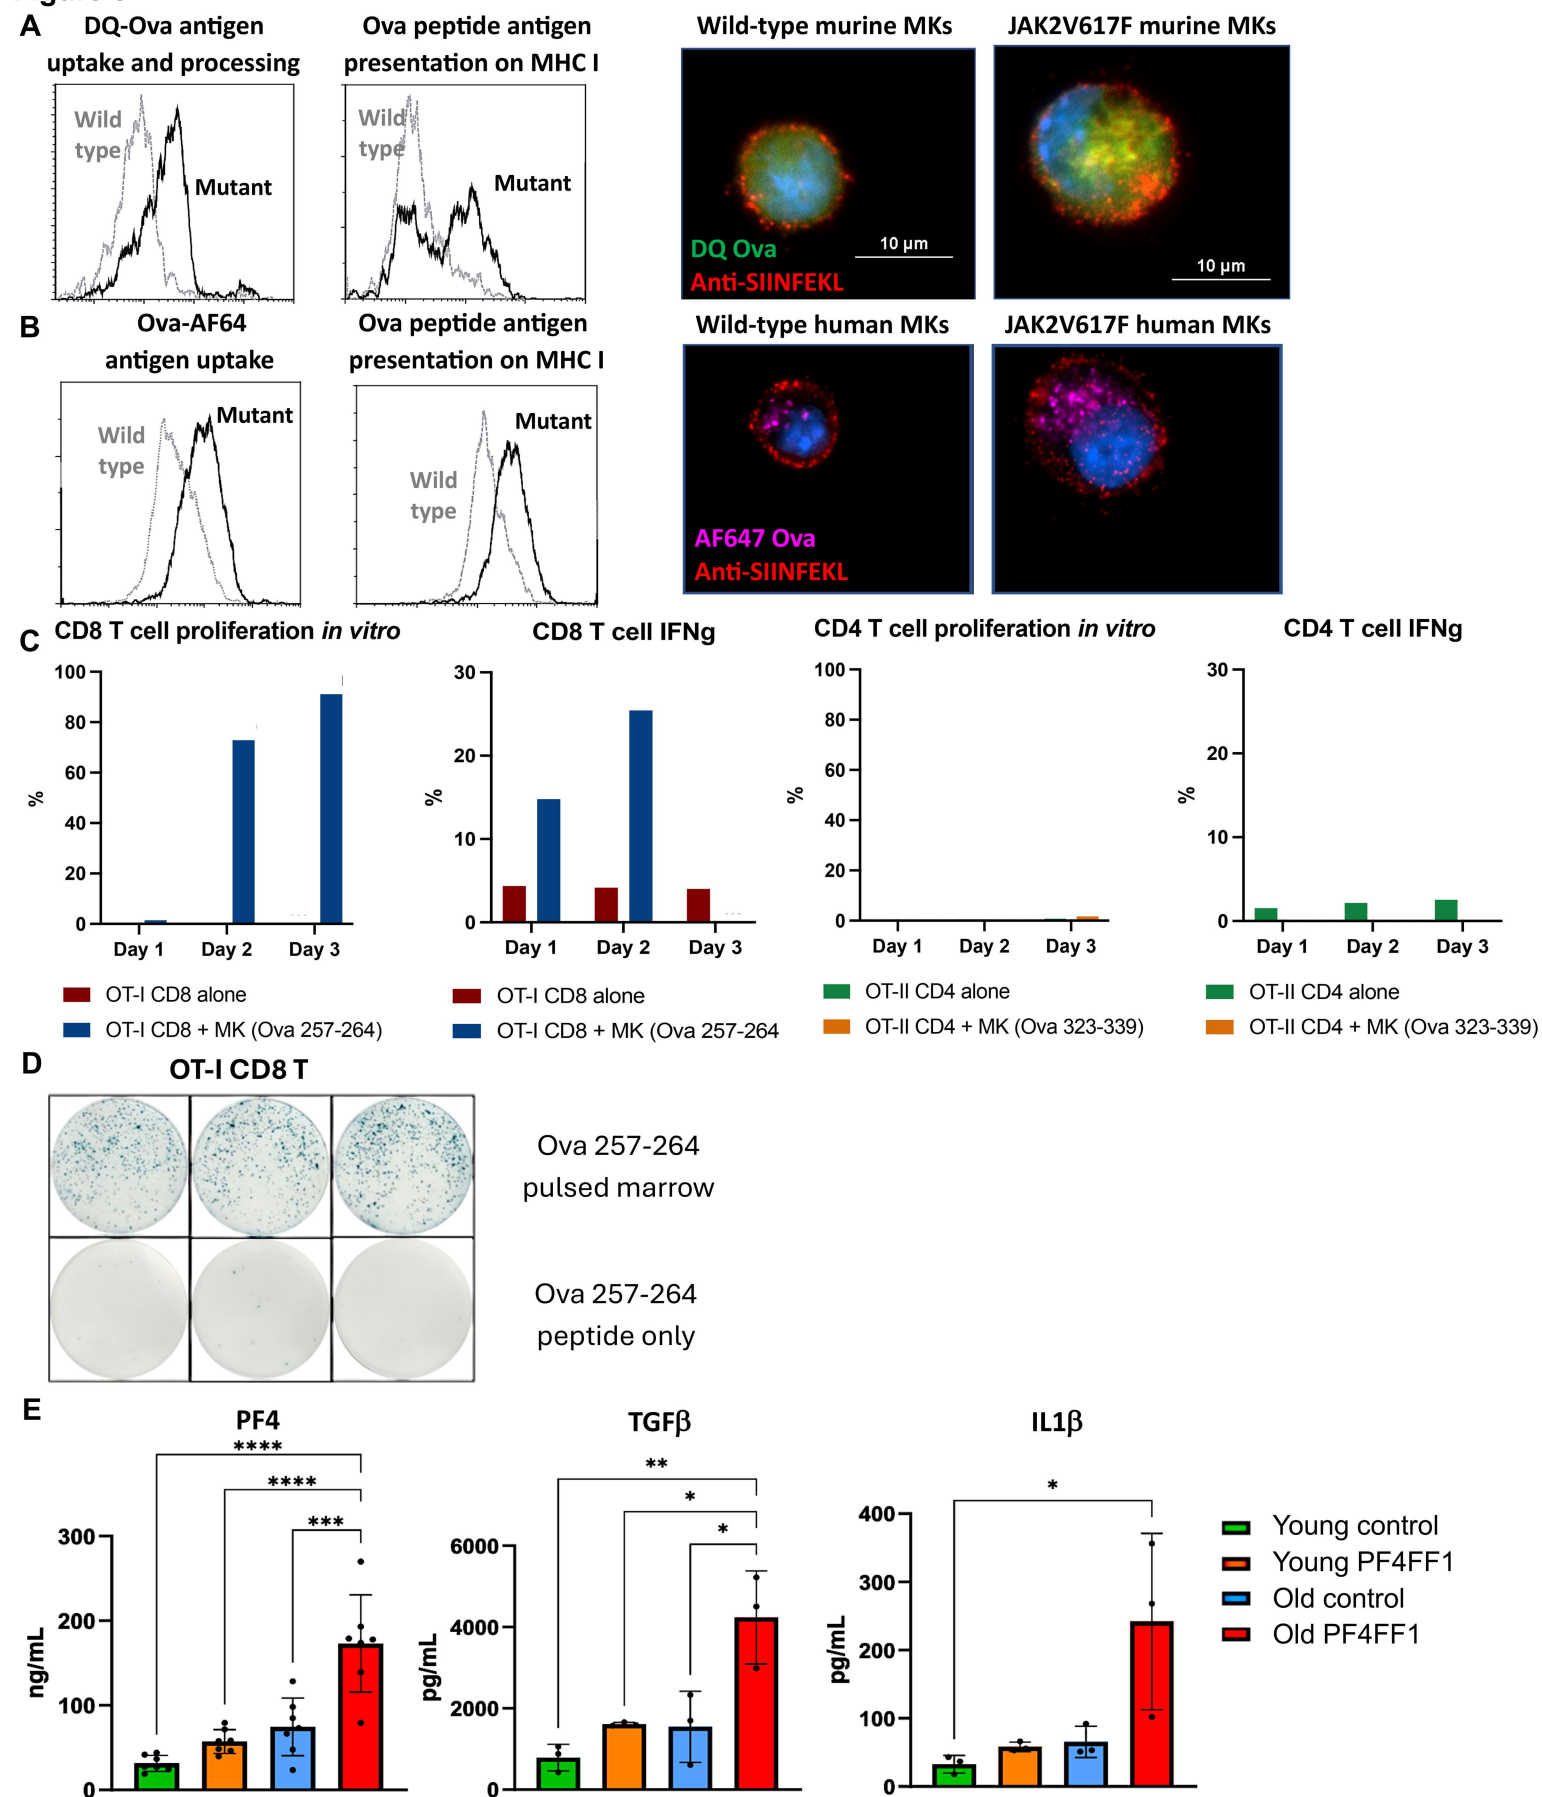 A
DQ-Ova antigen
uptake and processing
Wild
type
Mutant
Ova peptide antigen
presentation on MHC I
Wild
type
Mutant
Wild-type murine MKs
DQ Ova
Anti-SIINFEKL
10 µm
JAK2V617F murine MKs
10 µm
B
Ova-AF64
antigen uptake
Wild
type
Mutant
Ova peptide antigen
presentation on MHC I
Wild
type
Mutant
Wild-type human MKs
AF647 Ova
Anti-SIINFEKL
JAK2V617F human MKs
C
CD8 T cell proliferation in vitro
100
80
60
40
20
0
%
Day 1
Day 2
Day 3
OT-I CD8 alone
OT-I CD8 + MK (Ova 257-264)
CD8 T cell IFNg
30
20
10
0
%
Day 1
Day 2
Day 3
OT-I CD8 alone
OT-I CD8 + MK (Ova 257-264
CD4 T cell proliferation in vitro
100
80
60
40
20
0
%
Day 1
Day 2
Day 3
OT-II CD4 alone
OT-II CD4 + MK (Ova 323-339)
CD4 T cell IFNg
30
20
10
0
%
Day 1
Day 2
Day 3
OT-II CD4 alone
OT-II CD4 + MK (Ova 323-339)
D
OT-I CD8 T
Ova 257-264
pulsed marrow
Ova 257-264
peptide only
E
PF4
****
****
***
300
200
100
0
ng/mL
TGFβ
**
*
*
6000
4000
2000
0
pg/mL
IL1β
*
400
300
200
100
0
pg/mL
Young control
Young PF4FF1
Old control
Old PF4FF1